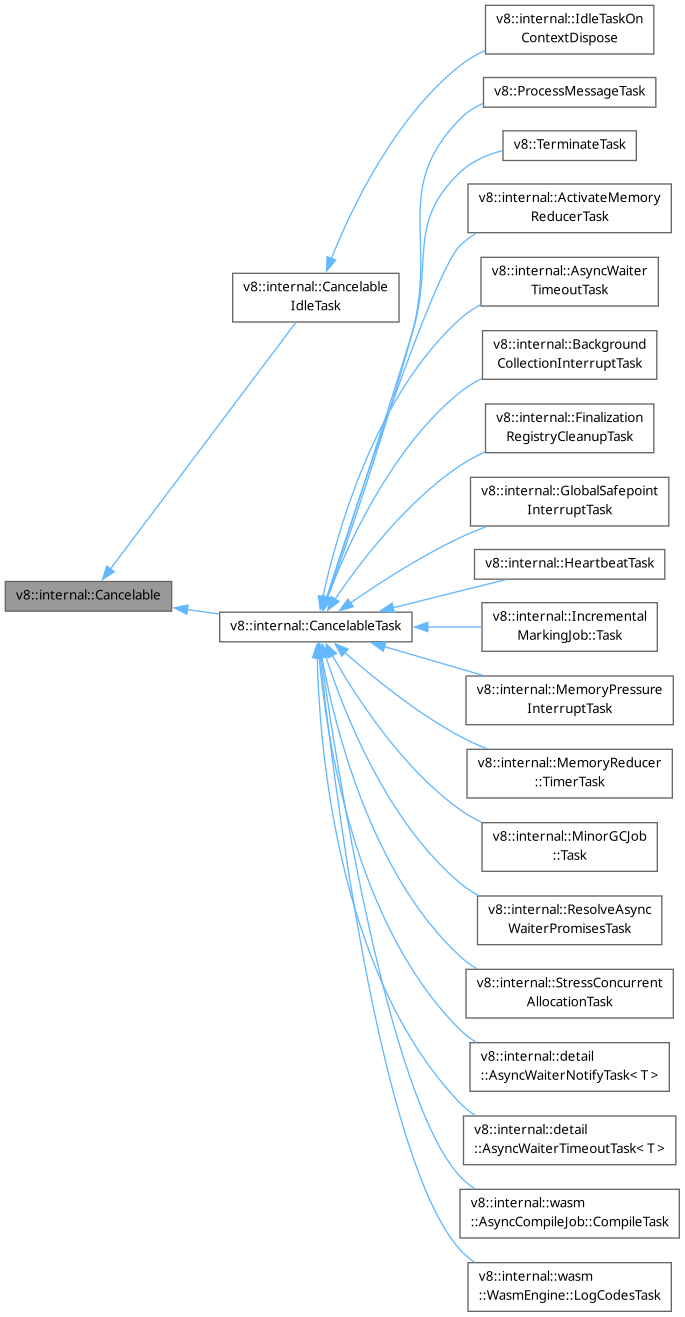 v8::internal::IdleTaskOn
ContextDispose
v8::ProcessMessageTask
v8::TerminateTask
v8::internal::ActivateMemory
ReducerTask
v8::internal::AsyncWaiter
TimeoutTask
v8::internal::Cancelable
IdleTask
v8::internal::Background
CollectionInterruptTask
v8::internal::Finalization
RegistryCleanupTask
v8::internal::GlobalSafepoint
InterruptTask
v8::internal::HeartbeatTask
v8::internal::Cancelable
v8::internal::CancelableTask
v8::internal::Incremental
MarkingJob::Task
v8::internal::MemoryPressure
InterruptTask
v8::internal::MemoryReducer
::TimerTask
v8::internal::MinorGCJob
::Task
v8::internal::ResolveAsync
WaiterPromisesTask
v8::internal::StressConcurrent
AllocationTask
v8::internal::detail
::AsyncWaiterNotifyTask< T >
v8::internal::detail
::AsyncWaiterTimeoutTask< T >
v8::internal::wasm
::AsyncCompileJob::CompileTask
v8::internal::wasm
::WasmEngine::LogCodesTask